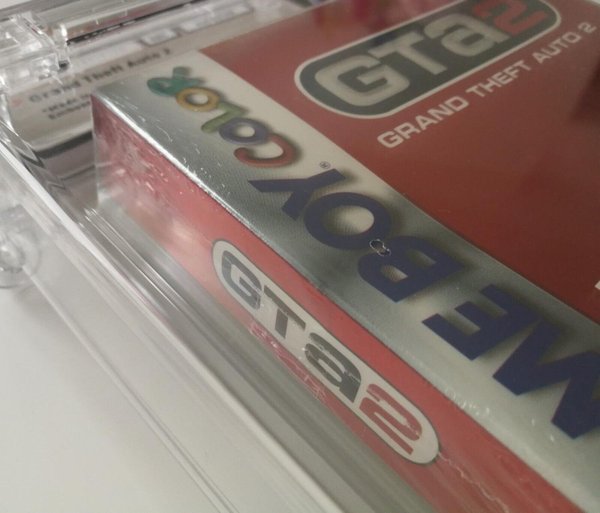 Grand Theft Auto 2
GTA2
GRAND THEFT AUTO 2
ME BOY COLOR
GTA2